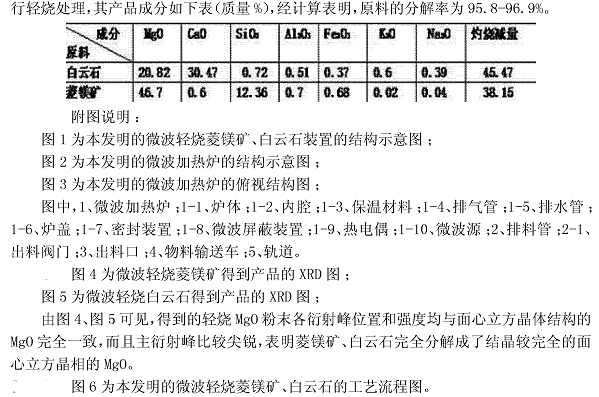 行轻烧处理，其产品成分如下表(质量%)，经计算表明，原料的分解率为 95.8-96.9%。
成分 MgO CaO SiO₂ Al₂O₃ Fe₂O₃ K₂O Na₂O 灼烧减量
原料
白云石 20.82 30.47 0.72 0.51 0.37 0.6 0.39 45.47
菱镁矿 46.7 0.6 12.36 0.7 0.68 0.02 0.04 38.15
附图说明：
图 1 为本发明的微波轻烧菱镁矿、白云石装置的结构示意图；
图 2 为本发明的微波加热炉的结构示意图；
图 3 为本发明的微波加热炉的俯视结构图；
图中，1、微波加热炉；1-1、炉体；1-2、内腔；1-3、保温材料；1-4、排气管；1-5、排水管；
1-6、炉盖；1-7、密封装置；1-8、微波屏蔽装置；1-9、热电偶；1-10、微波源；2、排料管；2-1、
出料阀门；3、出料口；4、物料输送车；5、轨道。
图 4 为微波轻烧菱镁矿得到产品的 XRD 图；
图 5 为微波轻烧白云石得到产品的 XRD 图；
由图 4、图 5 可见，得到的轻烧 MgO 粉末各衍射峰位置和强度均与面心立方晶体结构的
MgO 完全一致，而且主衍射峰比较尖锐，表明菱镁矿、白云石完全分解成了结晶较完全的面
心立方晶相的 MgO。
图 6 为本发明的微波轻烧菱镁矿、白云石的工艺流程图。